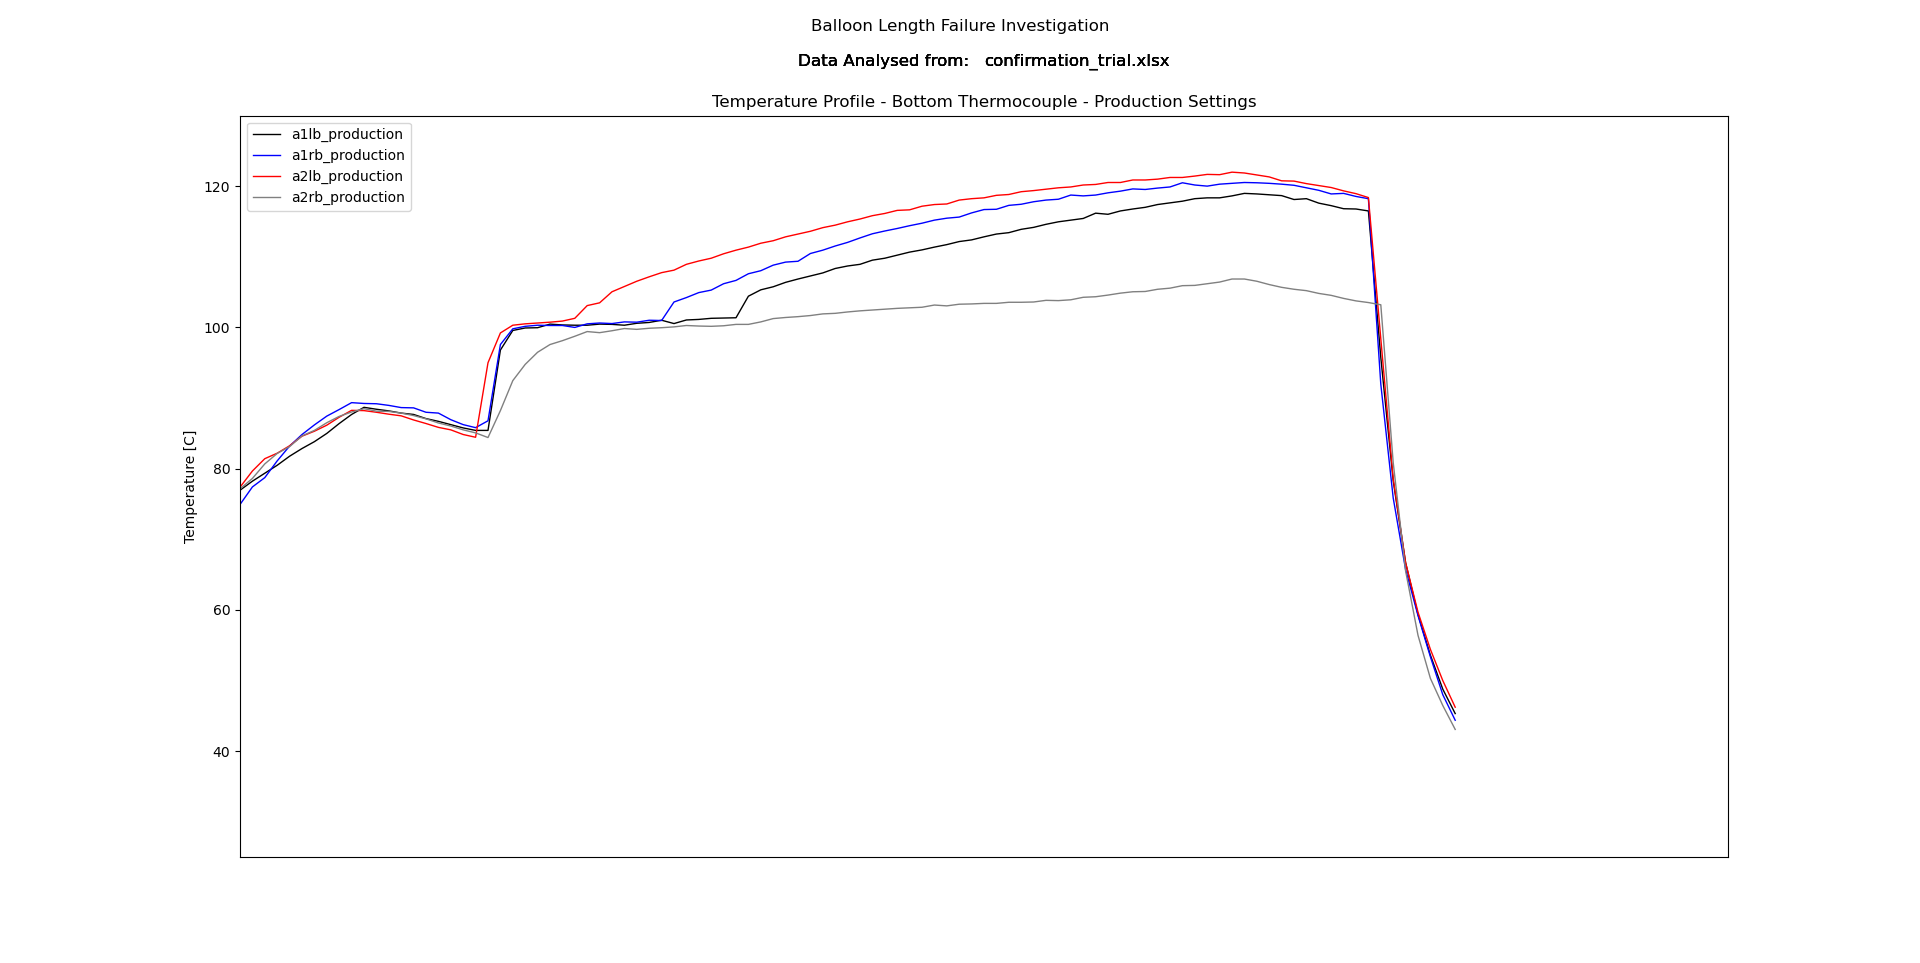 Balloon Length Failure Investigation
Data Analysed from:   confirmation_trial.xlsx
Temperature Profile - Bottom Thermocouple - Production Settings
a1lb_production
a1rb_production
a2lb_production
a2rb_production
120
100
80
60
40
Temperature [C]